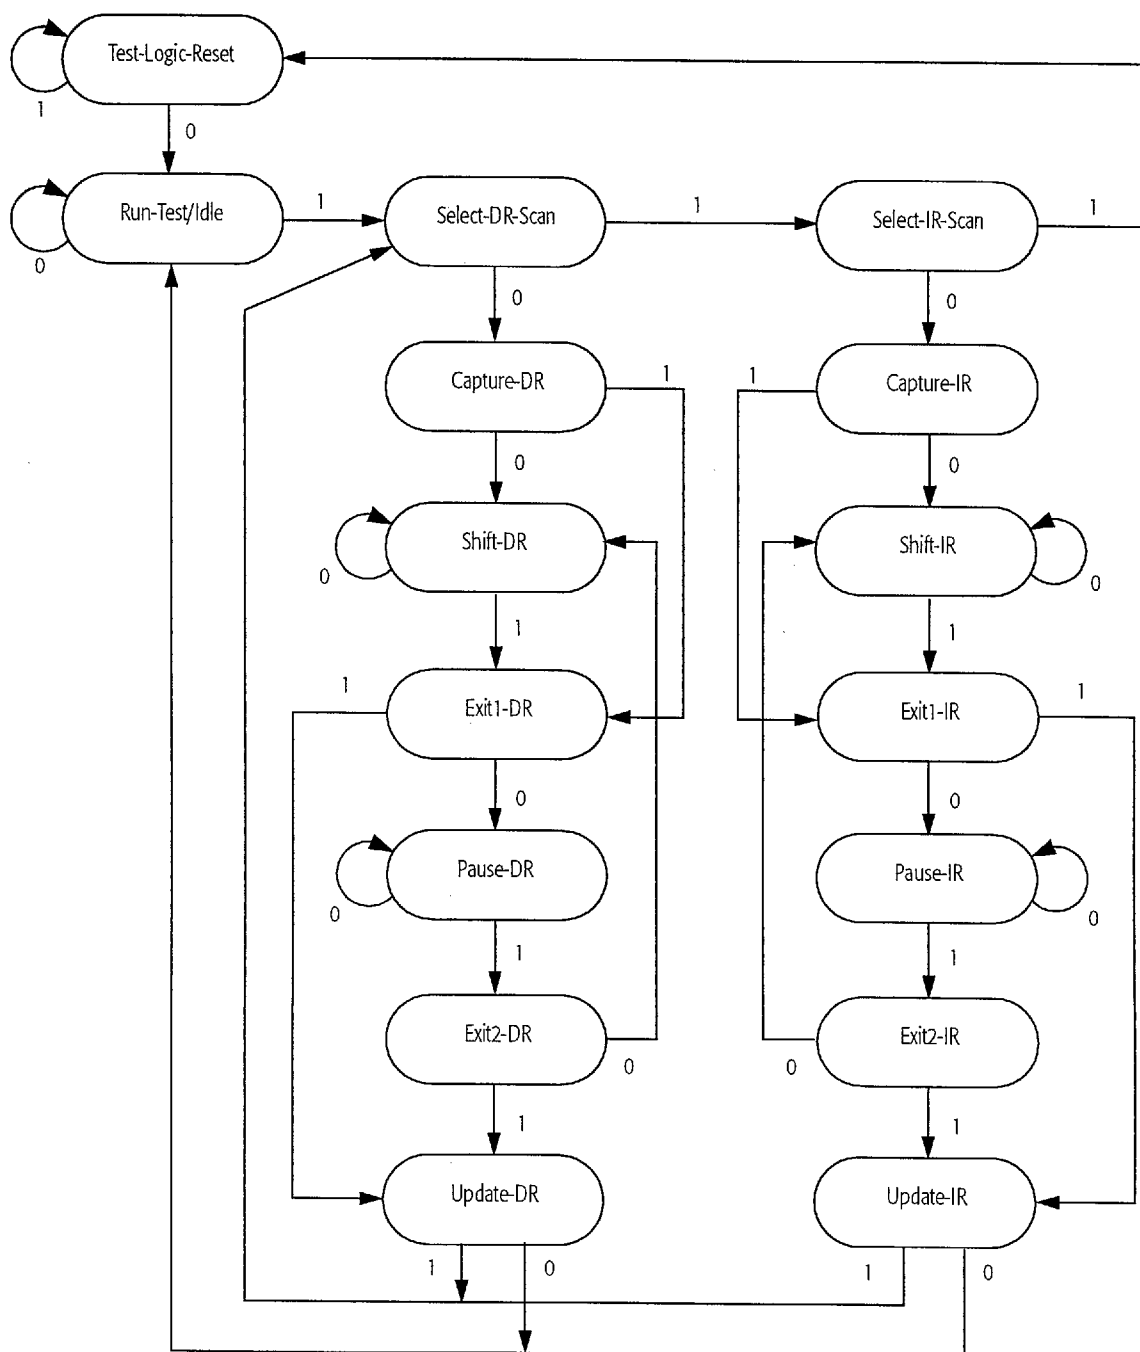 Test-Logic-Reset
1
0
Run-Test/Idle
0
1
Select-DR-Scan
1
Select-IR-Scan
1
0
0
Capture-DR
1
1
Capture-IR
0
0
Shift-DR
0
Shift-IR
0
1
1
1
Exit1-DR
Exit1-IR
1
0
0
Pause-DR
0
Pause-IR
0
1
1
Exit2-DR
0
Exit2-IR
0
1
1
Update-DR
Update-IR
1
0
1
0